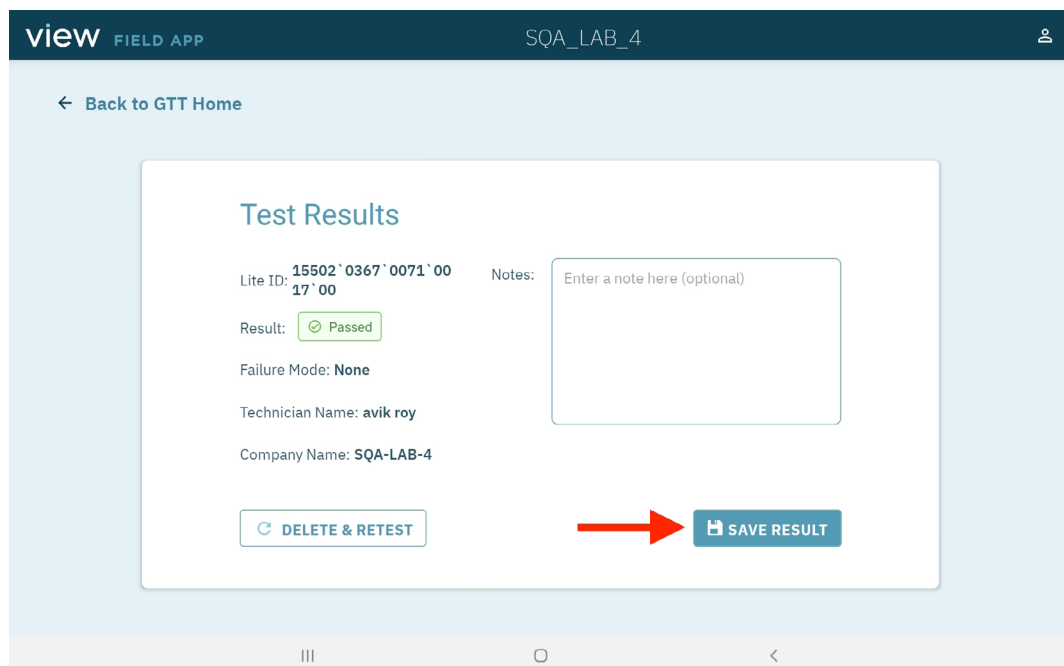 view FIELD APP
SQA_LAB_4
Back to GTT Home
Test Results
Lite ID: 15502`0367`0071`00
17`00
Notes:
Enter a note here (optional)
Result: Passed
Failure Mode: None
Technician Name: avik roy
Company Name: SQA-LAB-4
DELETE & RETEST
SAVE RESULT